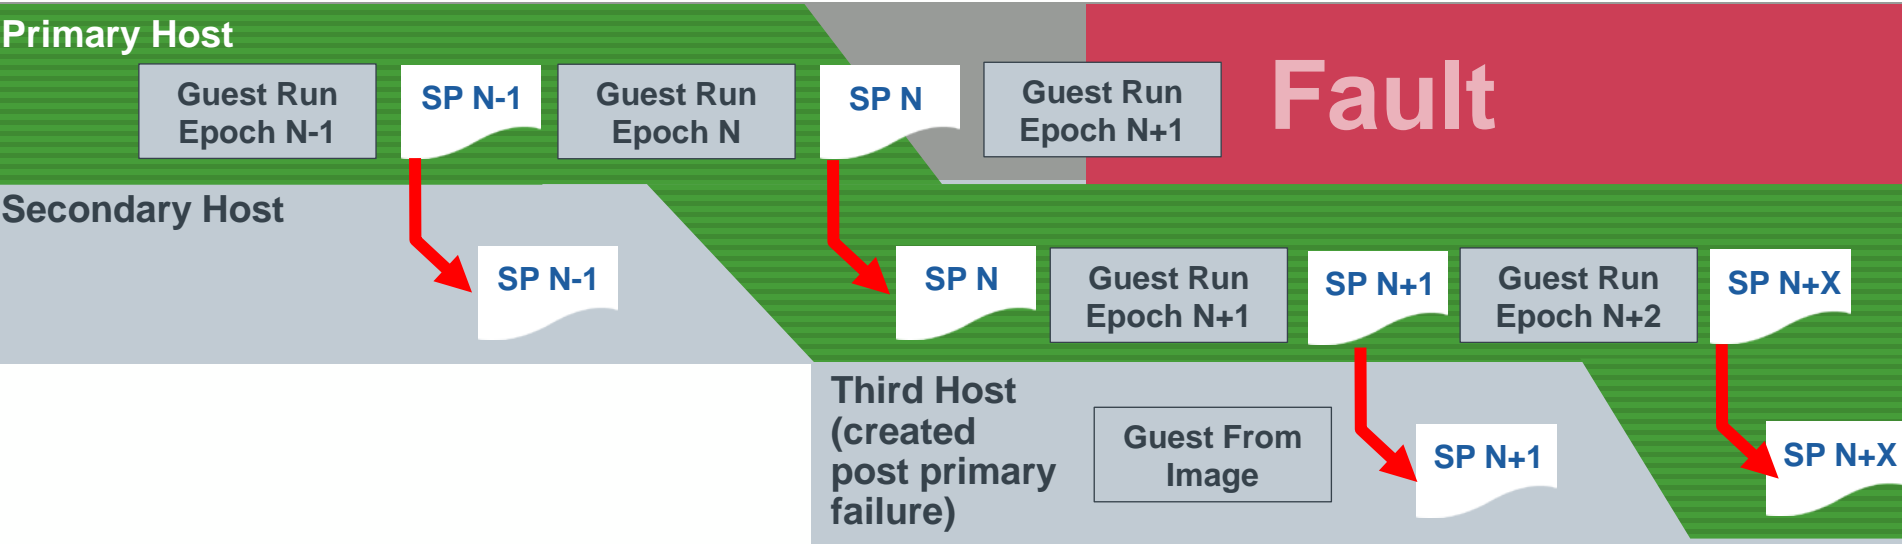 Primary Host
Guest Run
Epoch N-1
SP N-1
Guest Run
Epoch N
SP N
Guest Run
Epoch N+1
Fault
Secondary Host
SP N-1
SP N
Guest Run
Epoch N+1
SP N+1
Guest Run
Epoch N+2
SP N+X
Third Host
(created
post primary
failure)
Guest From
Image
SP N+1
SP N+X